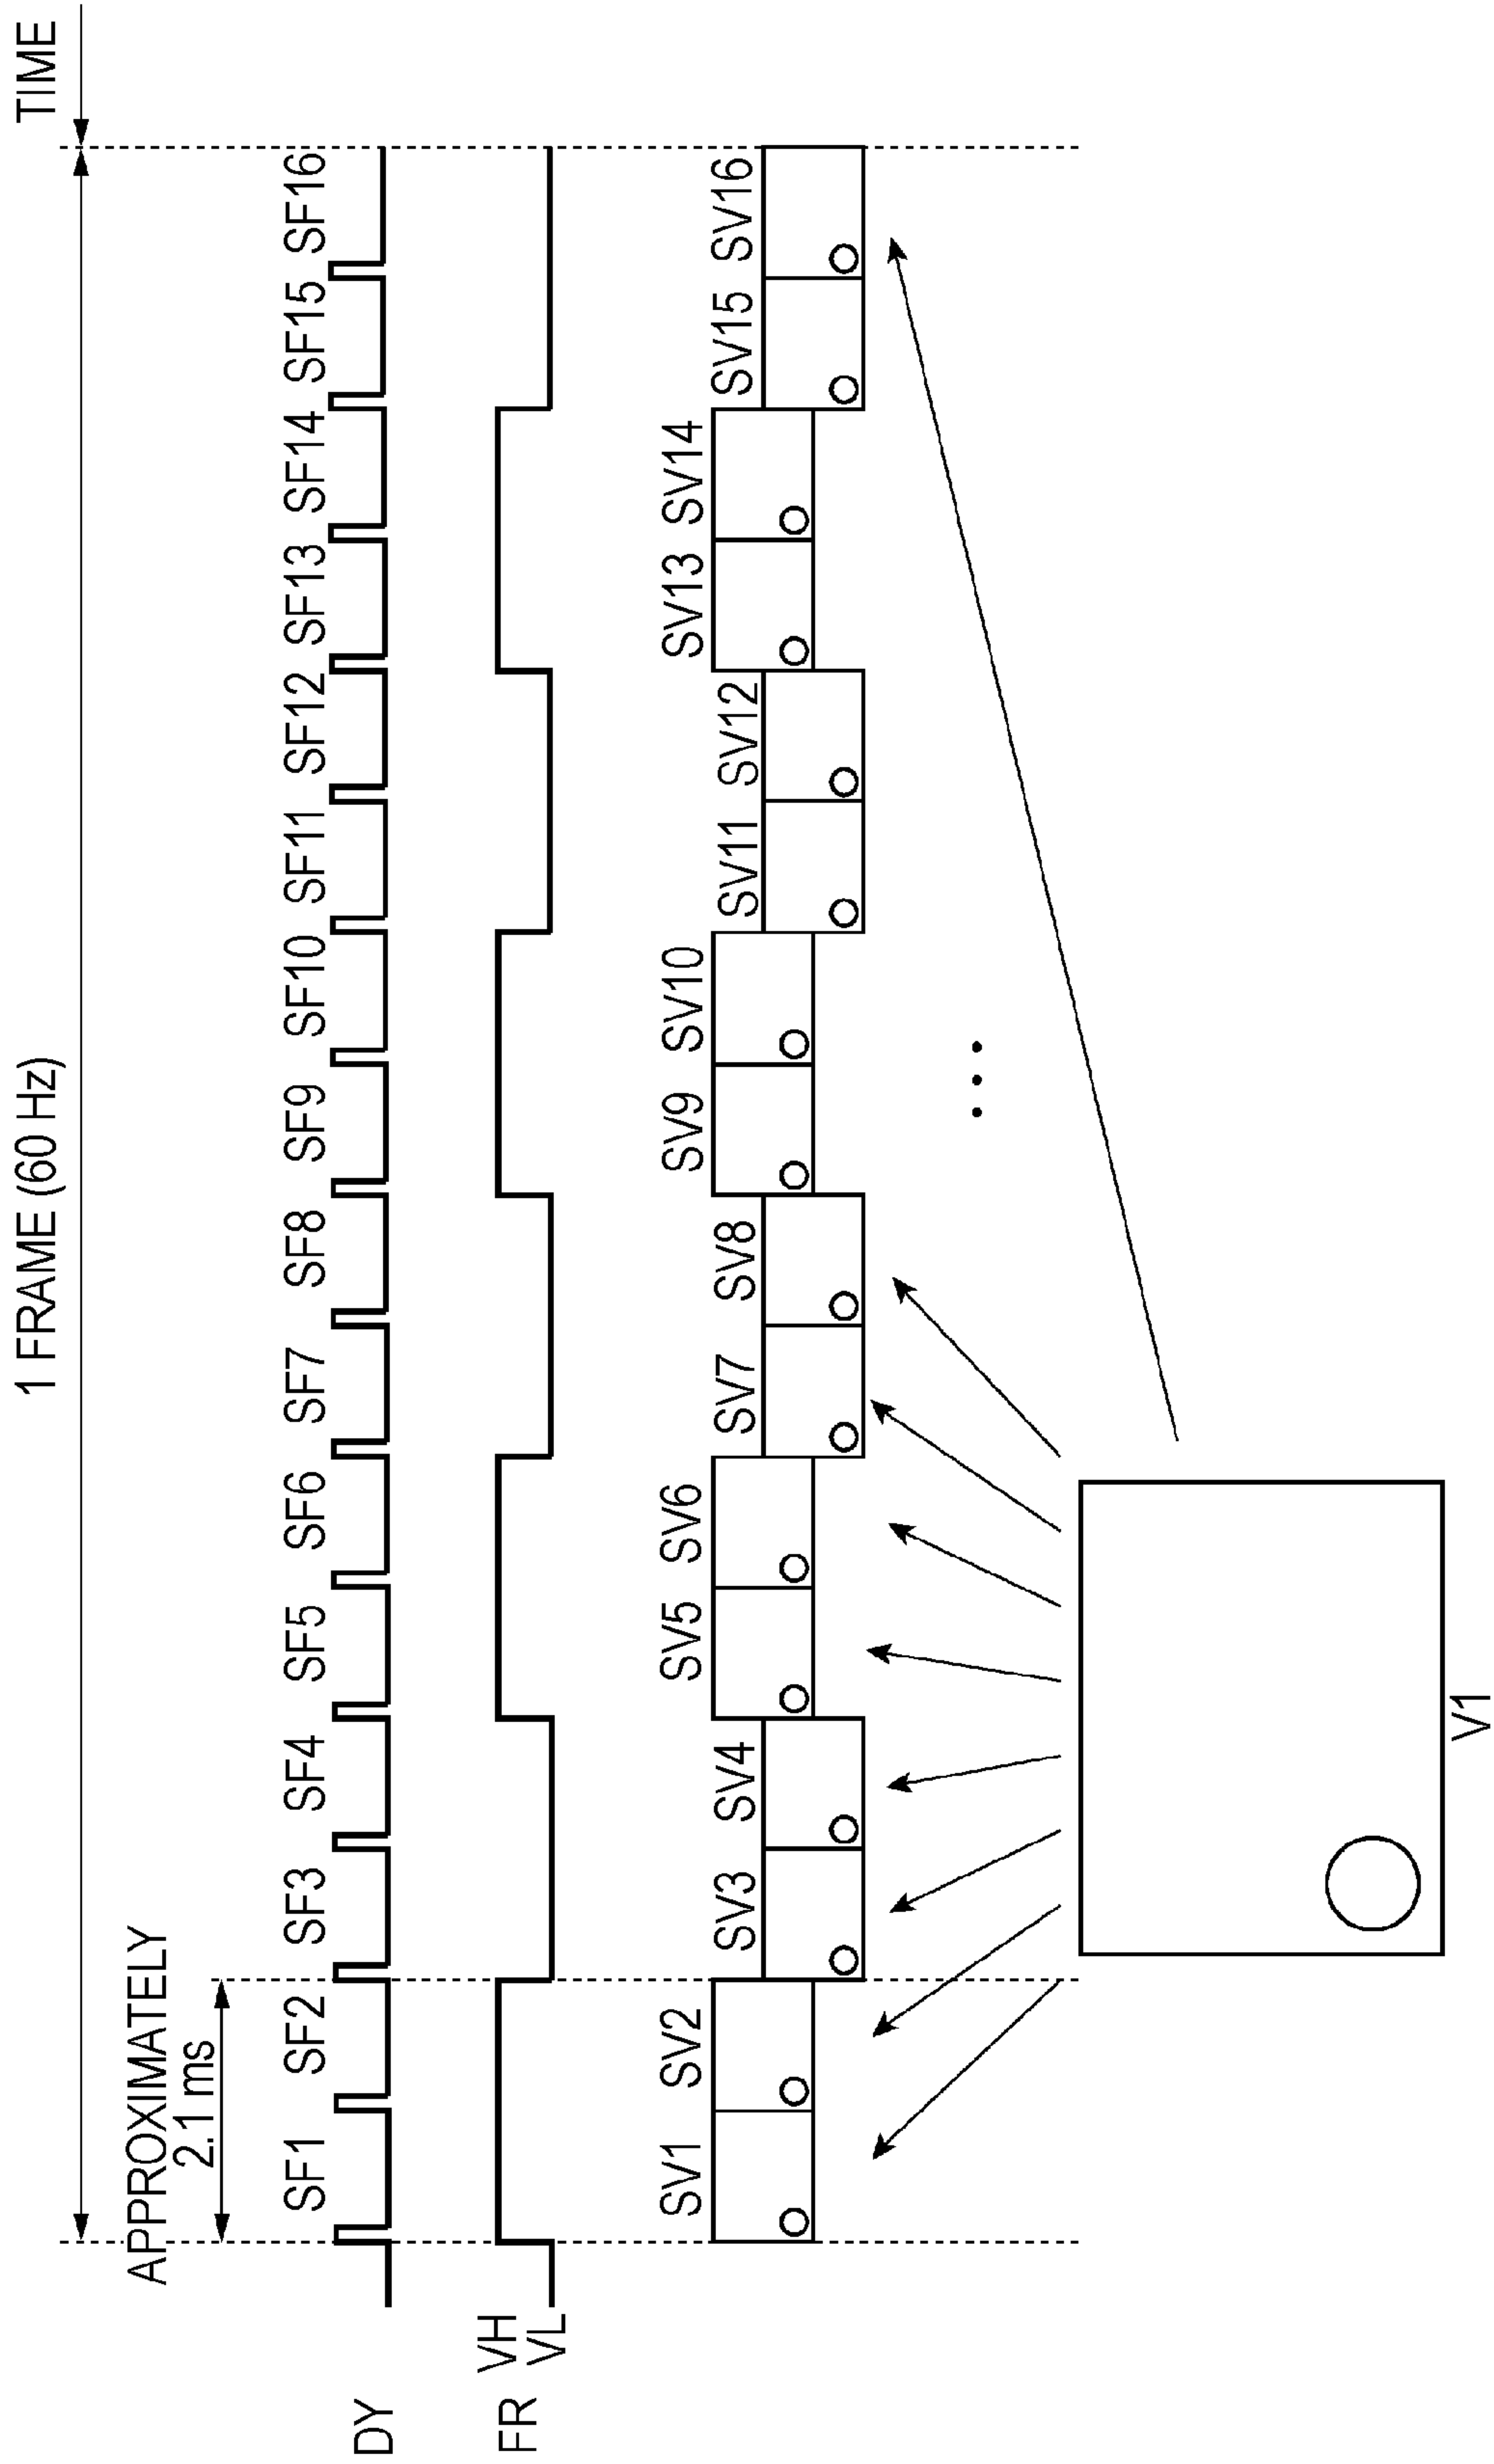 1 FRAME (60 Hz)
TIME
APPROXIMATELY
2.1 ms
SF1 SF2 SF3 SF4 SF5 SF6 SF7 SF8 SF9 SF10 SF11 SF12 SF13 SF14 SF15 SF16
DY
VH
FR
VL
SV1 SV2 SV3 SV4 SV5 SV6 SV7 SV8 SV9 SV10 SV11 SV12 SV13 SV14 SV15 SV16
...
V1